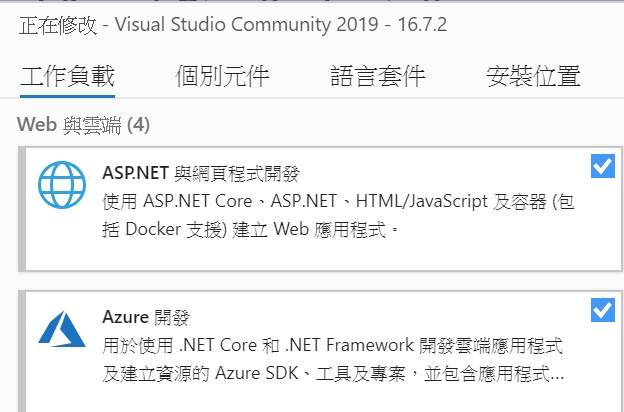 正在修改 - Visual Studio Community 2019 - 16.7.2
工作負載 個別元件 語言套件 安裝位置
Web 與雲端 (4)
ASP.NET 與網頁程式開發
使用 ASP.NET Core、ASP.NET、HTML/JavaScript 及容器 (包
括 Docker 支援) 建立 Web 應用程式。
Azure 開發
用於使用 .NET Core 和 .NET Framework 開發雲端應用程式
及建立資源的 Azure SDK、工具及專案，並包含應用程式...